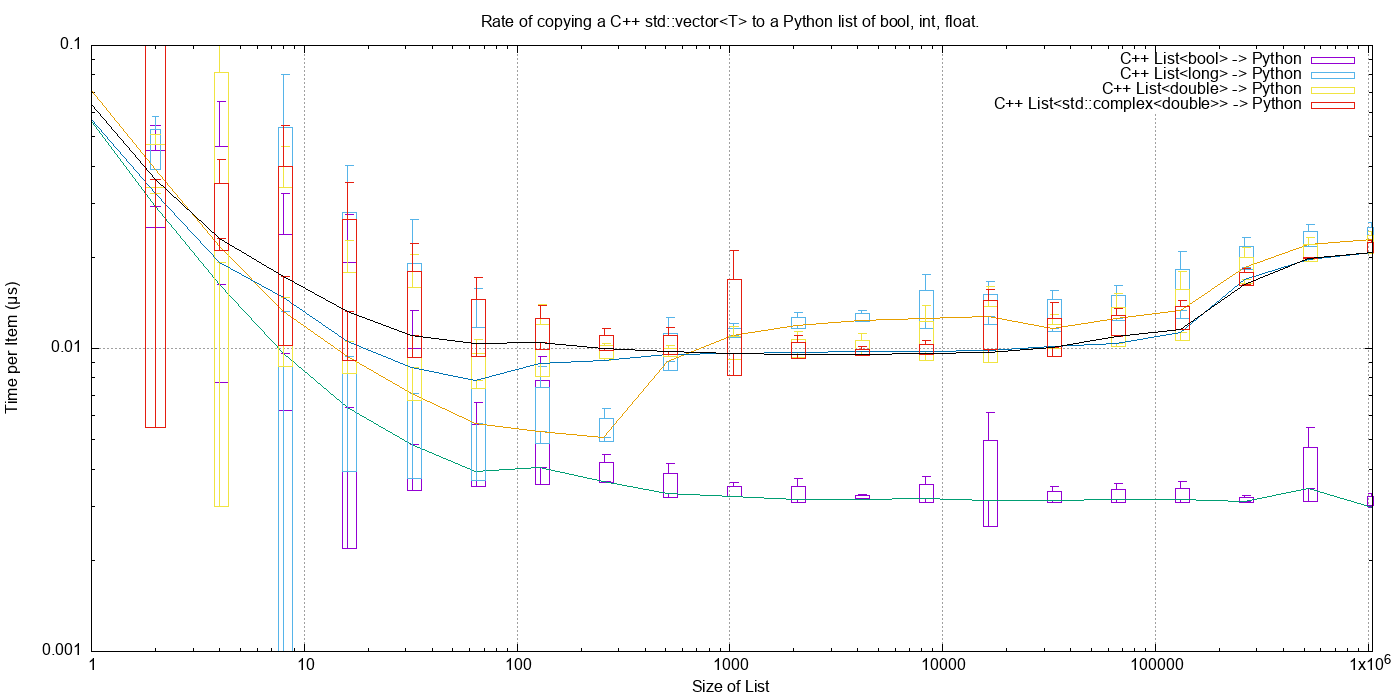 Rate of copying a C++ std::vector<T> to a Python list of bool, int, float.
0.1
C++ List<bool> -> Python
C++ List<long> -> Python
C++ List<double> -> Python
C++ List<std::complex<double>> -> Python
Time per Item (µs)
0.01
0.001
1 10 100 1000 10000 100000 1x10⁶
Size of List